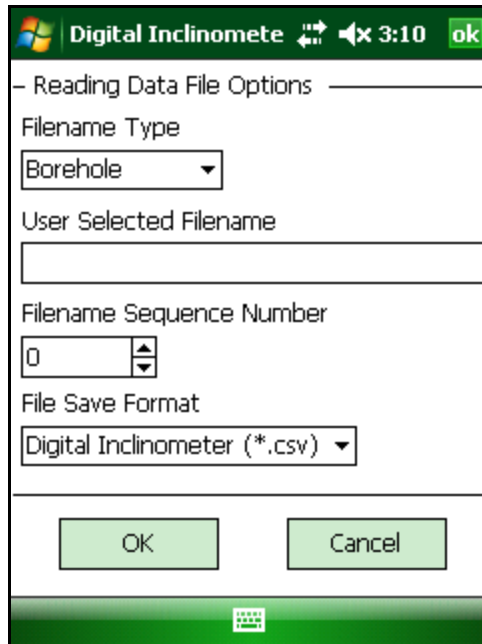 Digital Inclinomete 3:10 ok
Reading Data File Options
Filename Type
Borehole
User Selected Filename
Filename Sequence Number
0
File Save Format
Digital Inclinometer (*.csv)
OK Cancel